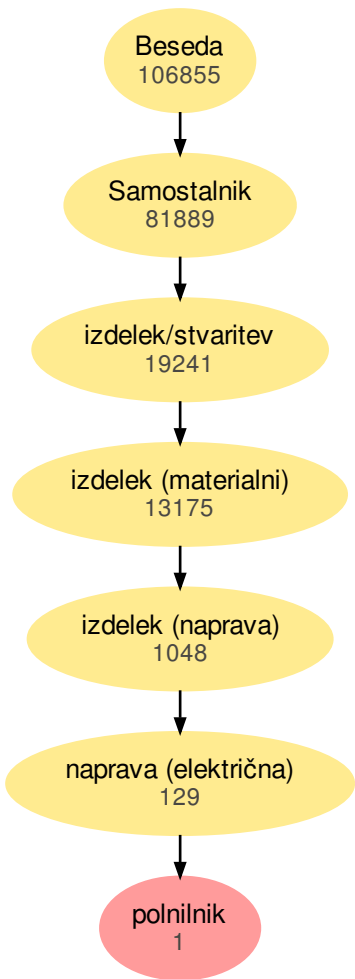 Beseda
106855
Samostalnik
81889
izdelek/stvaritev
19241
izdelek (materialni)
13175
izdelek (naprava)
1048
naprava (električna)
129
polnilnik
1